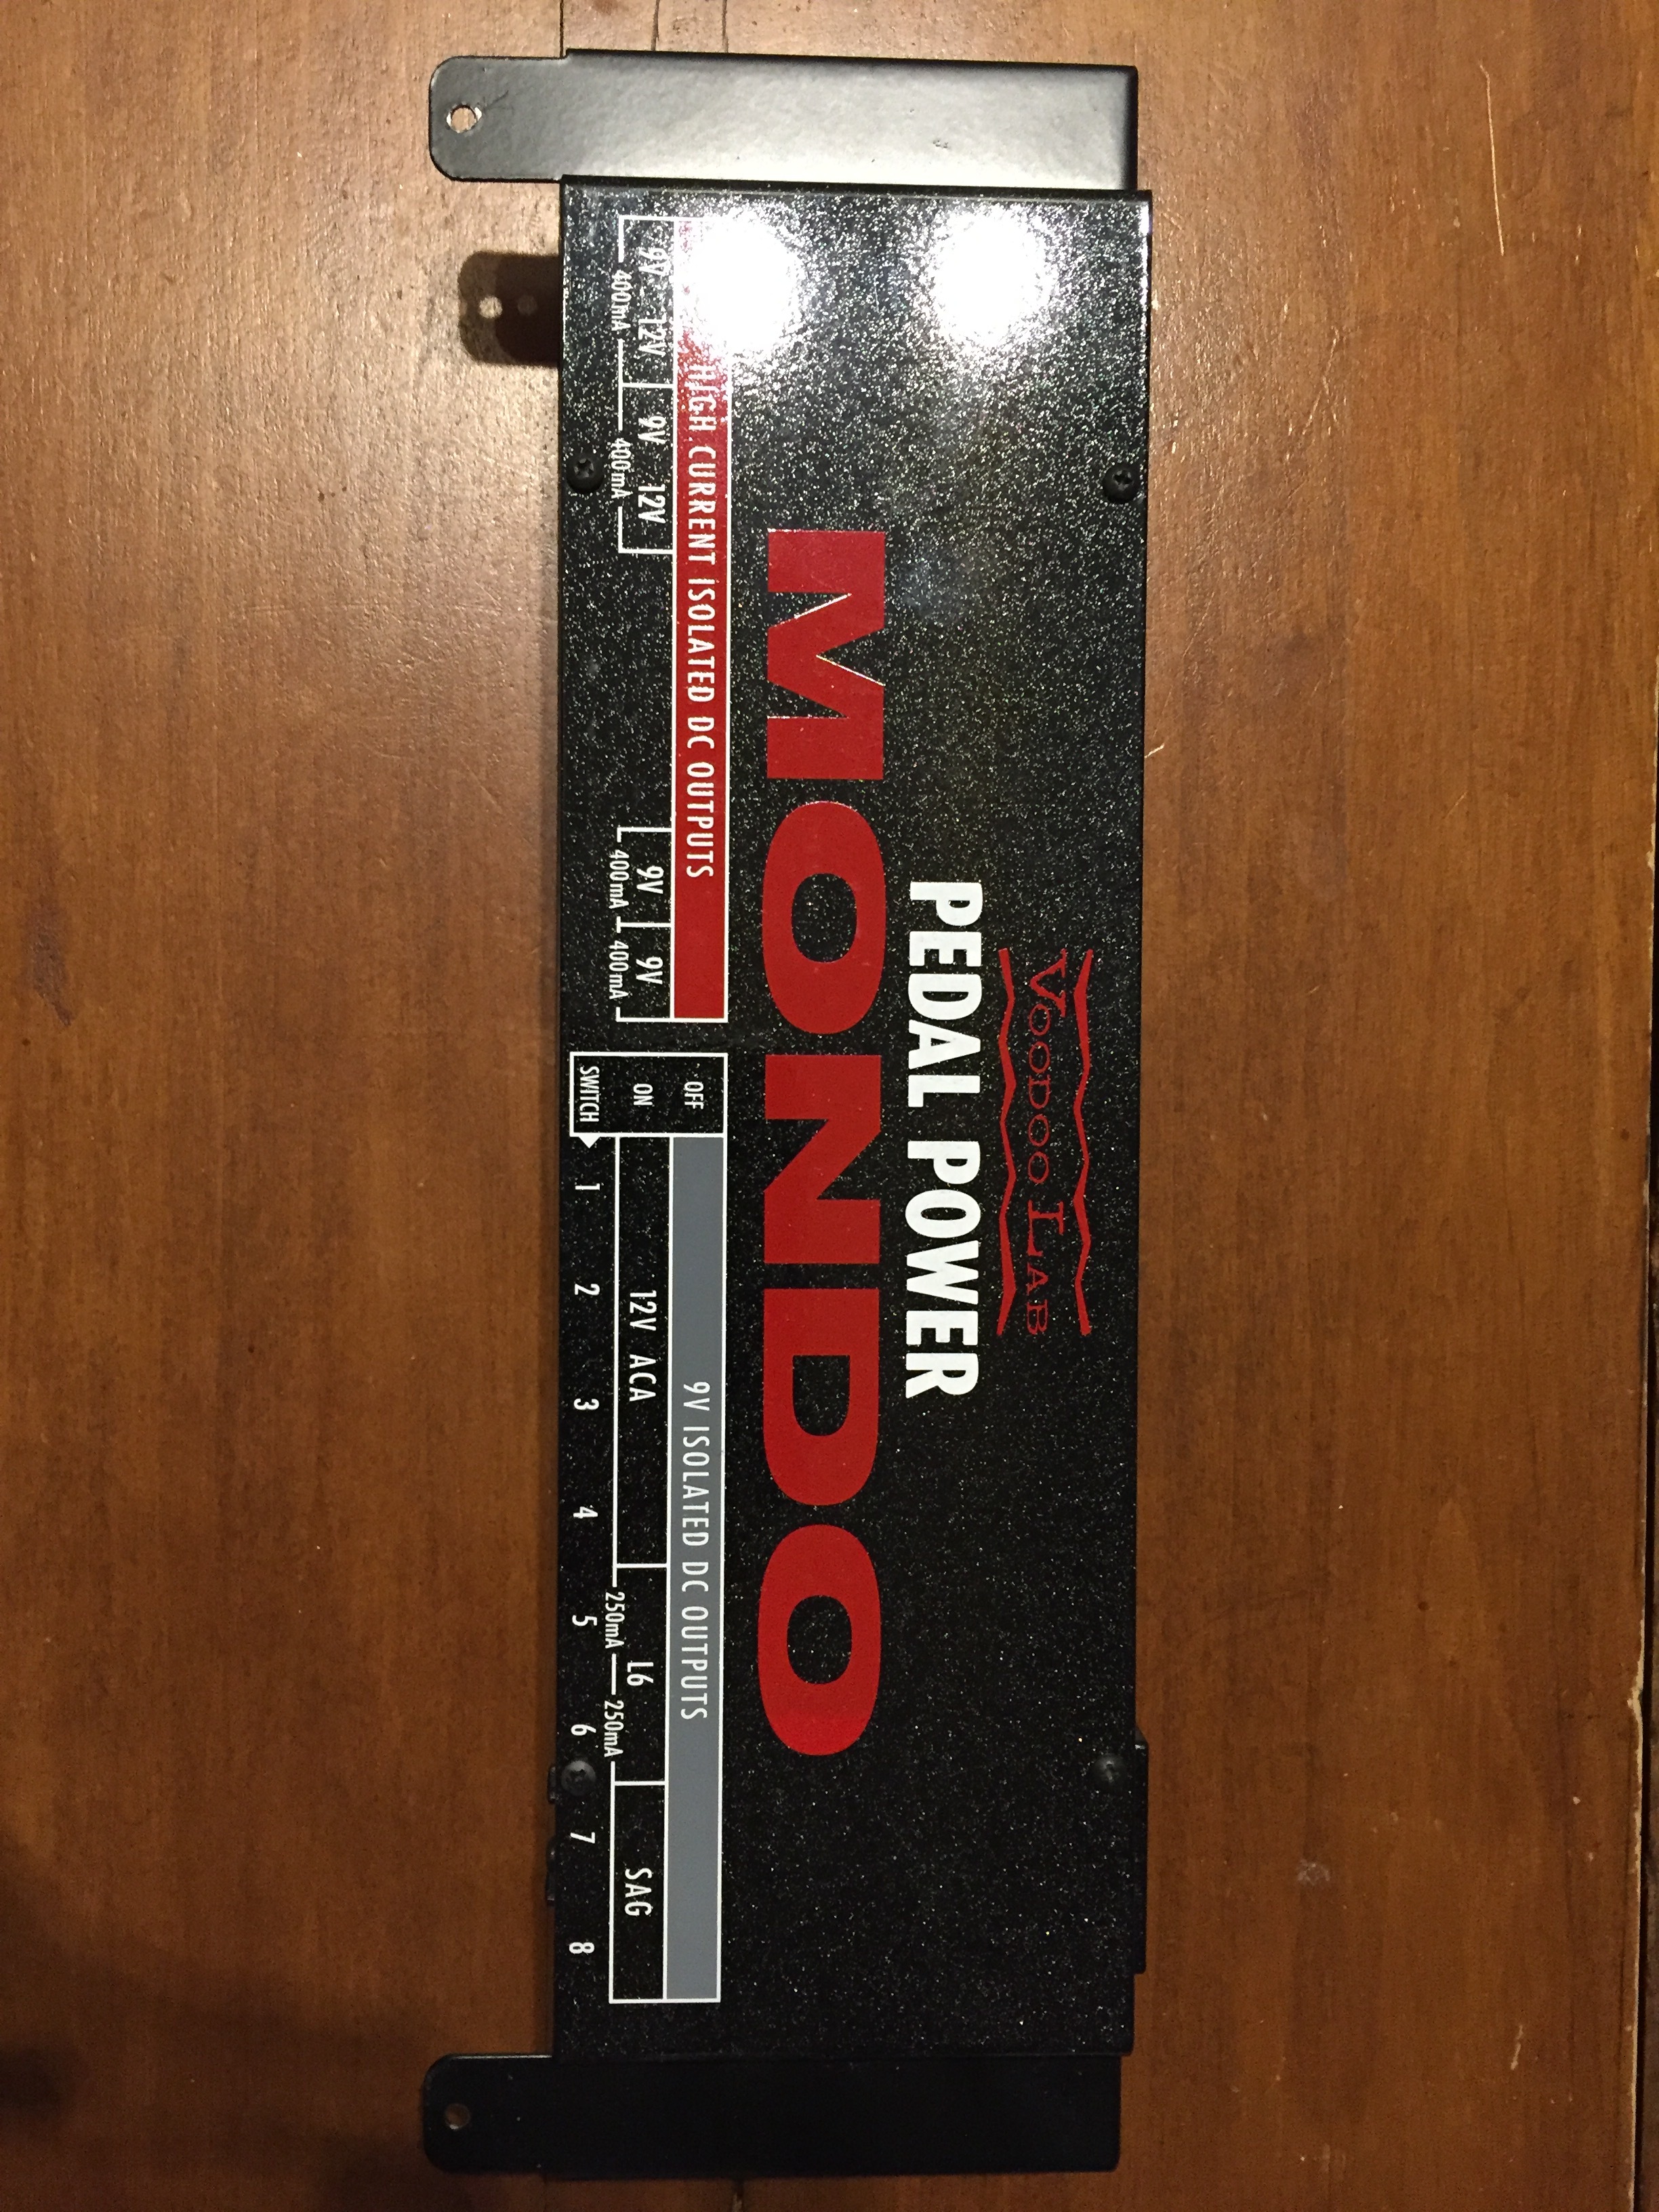 VOODOO LAB
PEDAL POWER
MONDO
HIGH CURRENT ISOLATED DC OUTPUTS
9V 12V 9V 12V 9V 9V
400mA 400mA 400mA 400mA
OFF
ON
SWITCH
9V ISOLATED DC OUTPUTS
12V ACA L6 SAG
250mA 250mA
1 2 3 4 5 6 7 8